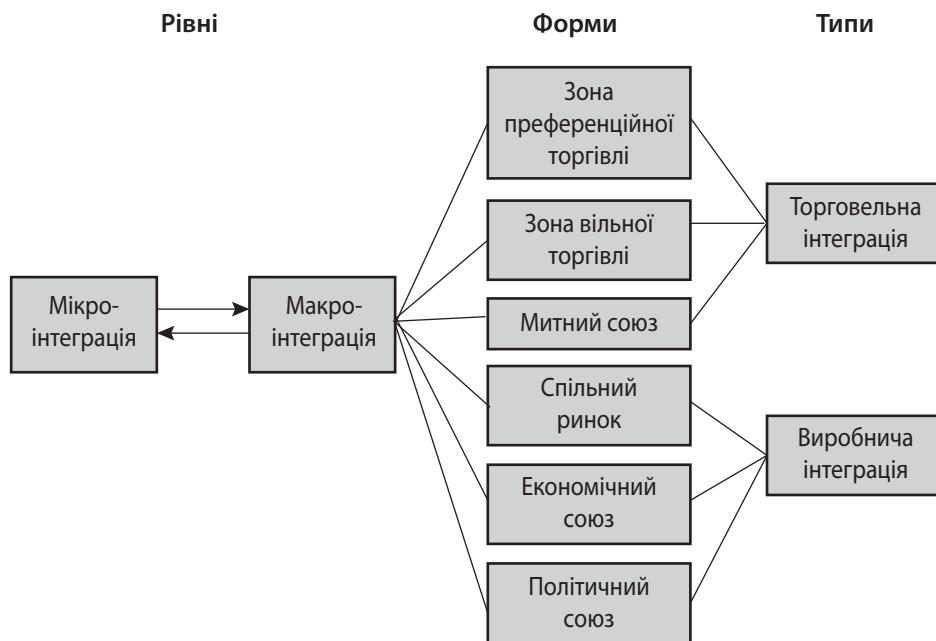 Рівні
Форми
Типи
Мікро-
інтеграція
Макро-
інтеграція
Зона
преференційної
торгівлі
Зона вільної
торгівлі
Митний союз
Спільний
ринок
Економічний
союз
Політичний
союз
Торговельна
інтеграція
Виробнича
інтеграція